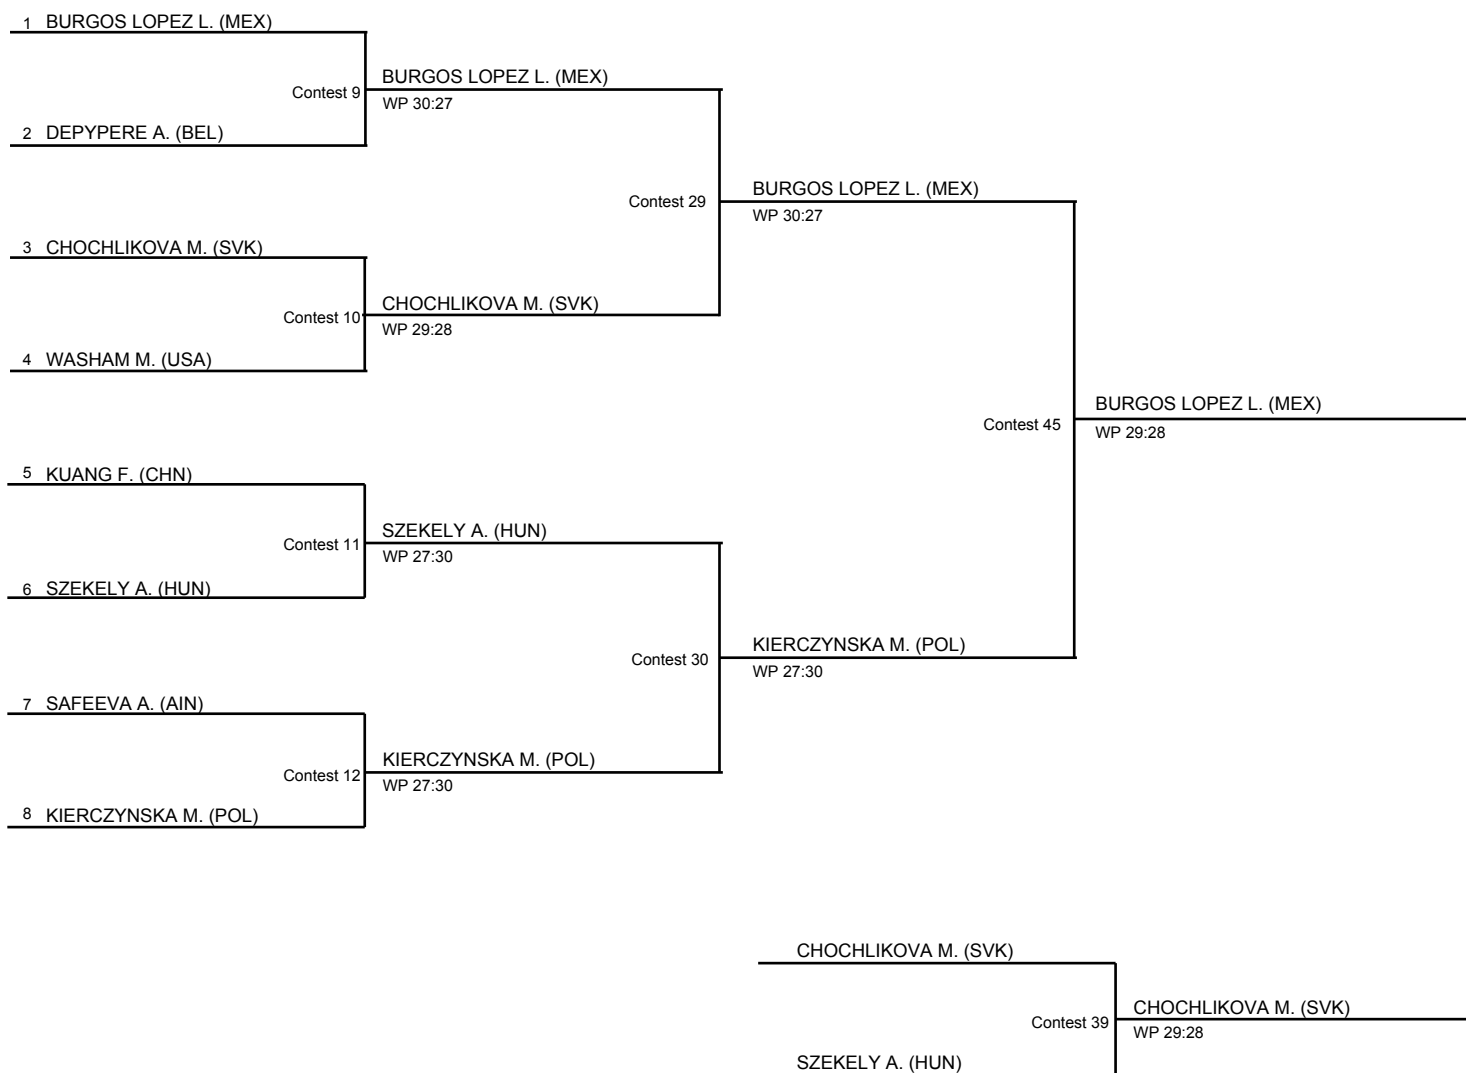 1 BURGOS LOPEZ L. (MEX)
Contest 9
BURGOS LOPEZ L. (MEX)
WP 30:27
2 DEPYPERE A. (BEL)
Contest 29
BURGOS LOPEZ L. (MEX)
WP 30:27
3 CHOCHLIKOVA M. (SVK)
Contest 10
CHOCHLIKOVA M. (SVK)
WP 29:28
4 WASHAM M. (USA)
Contest 45
BURGOS LOPEZ L. (MEX)
WP 29:28
5 KUANG F. (CHN)
Contest 11
SZEKELY A. (HUN)
WP 27:30
6 SZEKELY A. (HUN)
Contest 30
KIERCZYNSKA M. (POL)
WP 27:30
7 SAFEEVA A. (AIN)
Contest 12
KIERCZYNSKA M. (POL)
WP 27:30
8 KIERCZYNSKA M. (POL)
CHOCHLIKOVA M. (SVK)
Contest 39
CHOCHLIKOVA M. (SVK)
WP 29:28
SZEKELY A. (HUN)